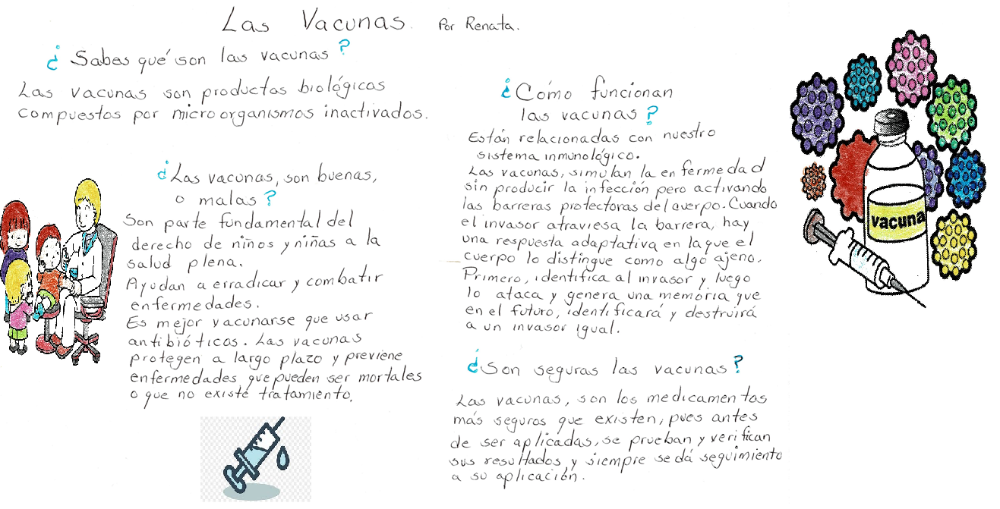 Las Vacunas. Por Renata.
¿Sabes qué son las vacunas?
Las vacunas son productos biológicos
compuestos por microorganismos inactivados.
¿Las vacunas, son buenas,
o malas?
Son parte fundamental del
derecho de niños y niñas a la
salud plena.
Ayudan a erradicar y combatir
enfermedades.
Es mejor vacunarse que usar
antibióticos. Las vacunas
protegen a largo plazo y previene
enfermedades que pueden ser mortales
o que no existe tratamiento.
¿Cómo funcionan
las vacunas?
Están relacionadas con nuestro
sistema inmunológico.
Las vacunas, simulan la enfermedad
sin producir la infección pero activando
las barreras protectoras del cuerpo. Cuando
el invasor atraviesa la barrera, hay
una respuesta adaptativa en la que el
cuerpo lo distingue como algo ajeno.
Primero, identifica al invasor y luego
lo ataca y genera una memoria que
en el futuro, identificará y destruirá
a un invasor igual.
¿Son seguras las vacunas?
Las vacunas, son los medicamentos
más seguros que existen, pues antes
de ser aplicadas, se prueban y verifican
sus resultados y siempre se dá seguimiento
a su aplicación.
vacuna